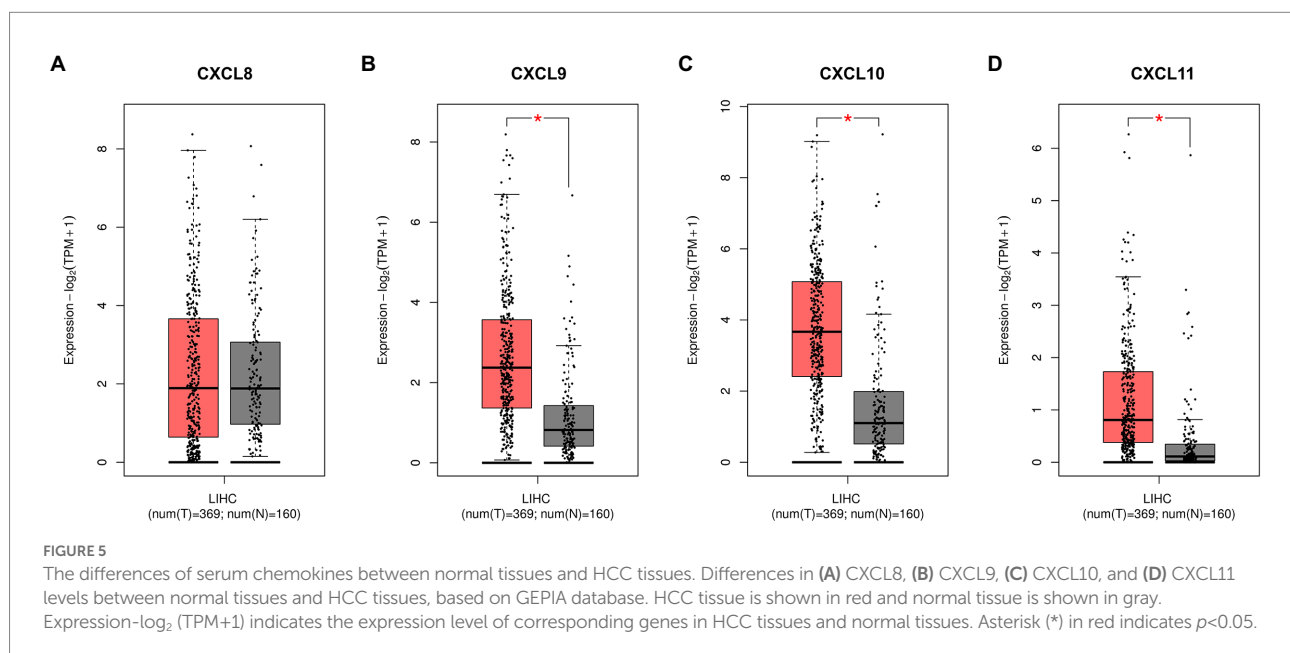 A
CXCL8
Expression−log₂(TPM+1)
8
6
4
2
0
LIHC
(num(T)=369; num(N)=160)
B
CXCL9
*
Expression−log₂(TPM+1)
8
6
4
2
0
LIHC
(num(T)=369; num(N)=160)
C
CXCL10
*
Expression−log₂(TPM+1)
10
8
6
4
2
0
LIHC
(num(T)=369; num(N)=160)
D
CXCL11
*
Expression−log₂(TPM+1)
6
5
4
3
2
1
0
LIHC
(num(T)=369; num(N)=160)
FIGURE 5
The differences of serum chemokines between normal tissues and HCC tissues. Differences in (A) CXCL8, (B) CXCL9, (C) CXCL10, and (D) CXCL11
levels between normal tissues and HCC tissues, based on GEPIA database. HCC tissue is shown in red and normal tissue is shown in gray.
Expression-log₂ (TPM+1) indicates the expression level of corresponding genes in HCC tissues and normal tissues. Asterisk (*) in red indicates p<0.05.